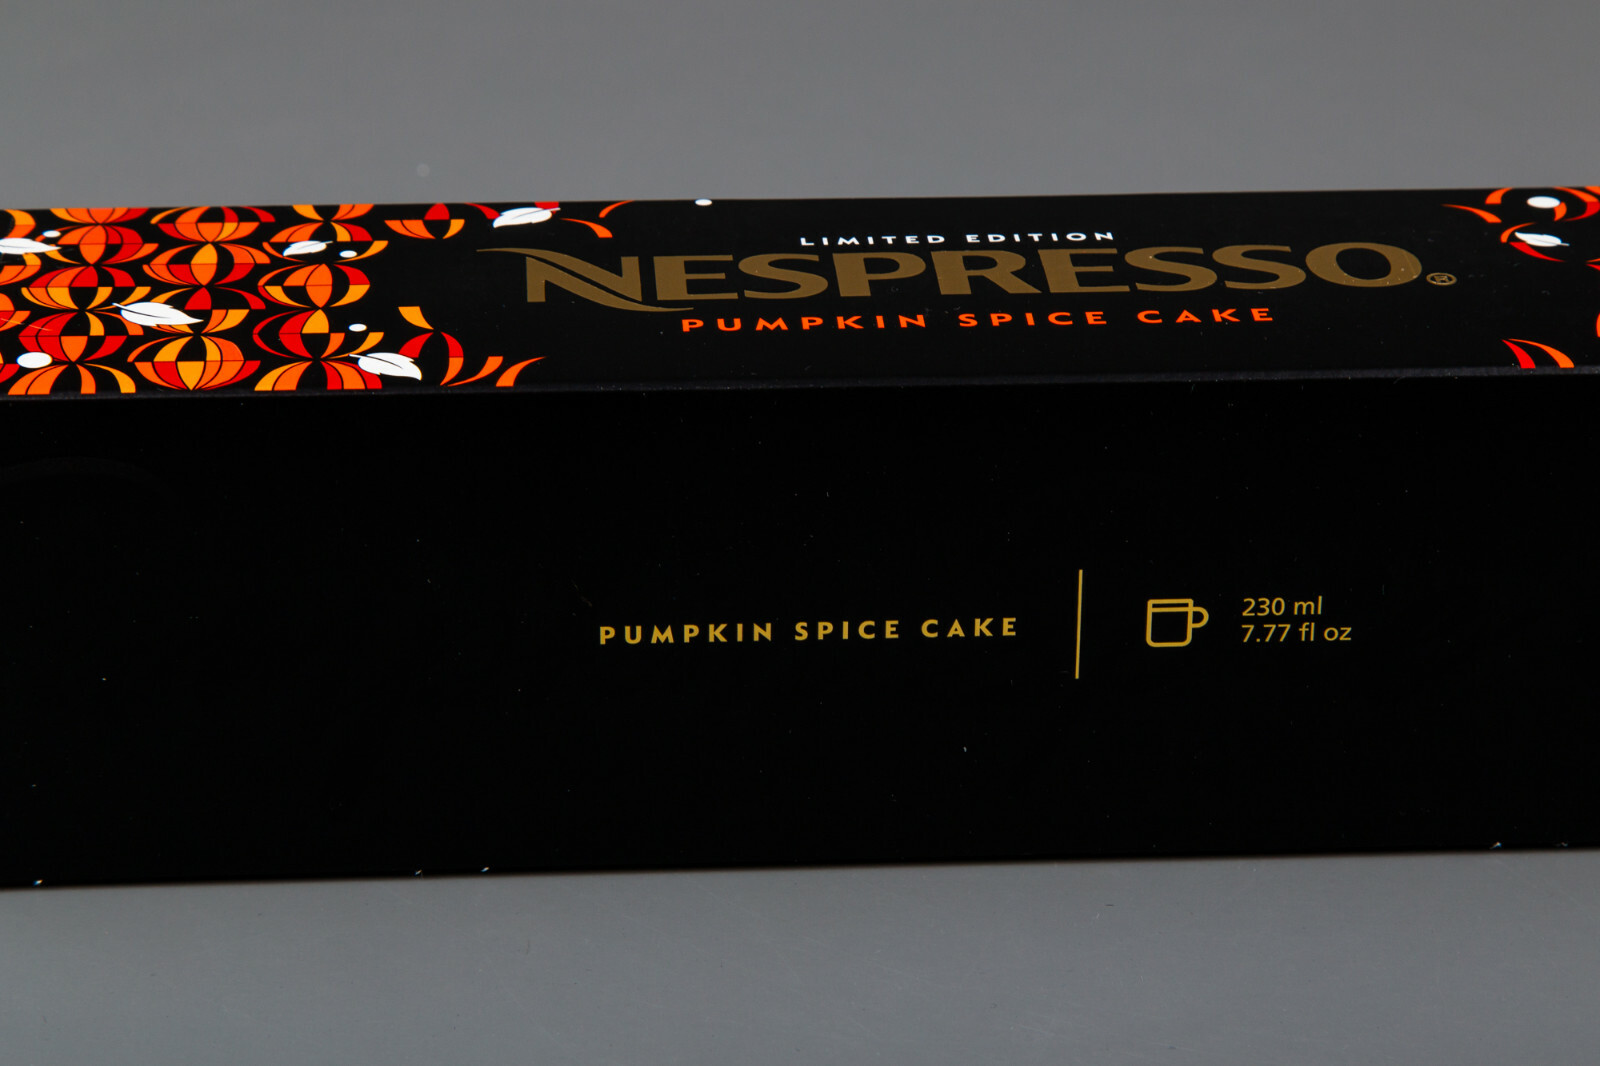 LIMITED EDITION
NESPRESSO®
PUMPKIN SPICE CAKE
PUMPKIN SPICE CAKE
230 ml
7.77 fl oz